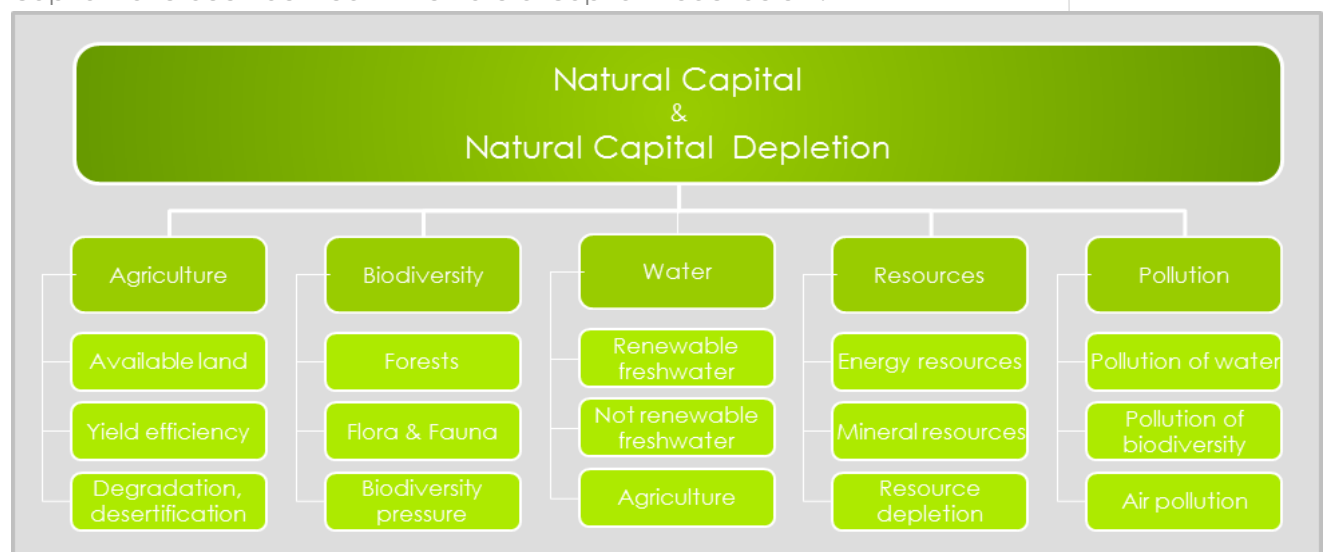 Natural Capital
&
Natural Capital Depletion
Agriculture
Available land
Yield efficiency
Degradation,
desertification
Biodiversity
Forests
Flora & Fauna
Biodiversity
pressure
Water
Renewable
freshwater
Not renewable
freshwater
Agriculture
Resources
Energy resources
Mineral resources
Resource
depletion
Pollution
Pollution of water
Pollution of
biodiversity
Air pollution